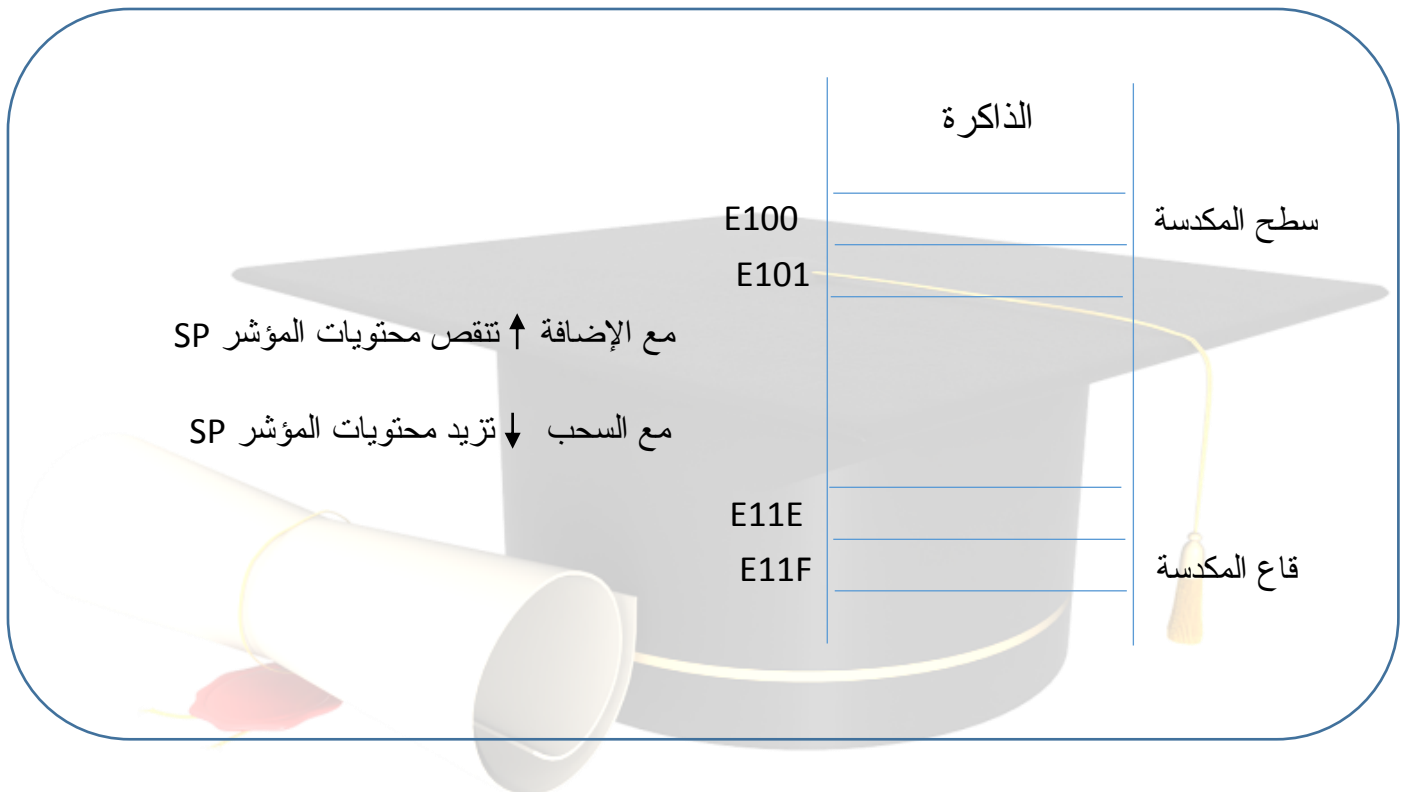 الذاكرة
سطح المكدسة
E100
E101
مع الإضافة ↑ تنقص محتويات المؤشر SP
مع السحب ↓ تزيد محتويات المؤشر SP
E11E
قاع المكدسة
E11F